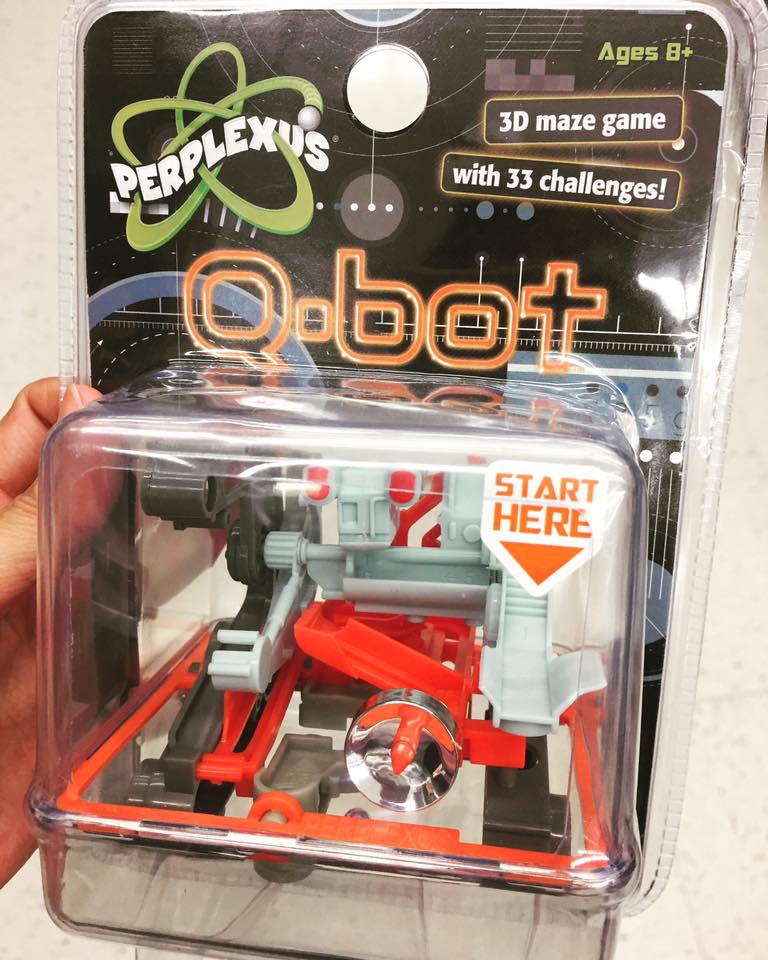 Ages 8+
PERPLEXUS®
3D maze game
with 33 challenges!
Q•bot
START
HERE